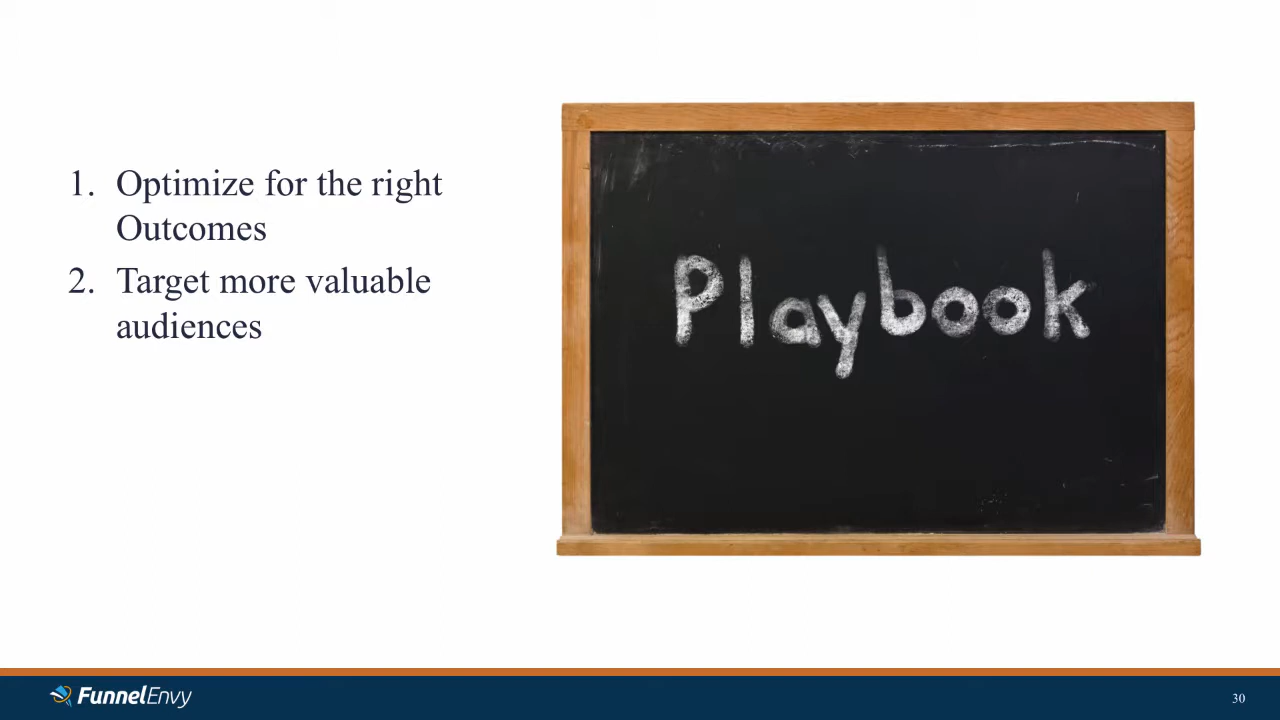 1. Optimize for the right
Outcomes
2. Target more valuable
audiences
Playbook
FunnelEnvy
30